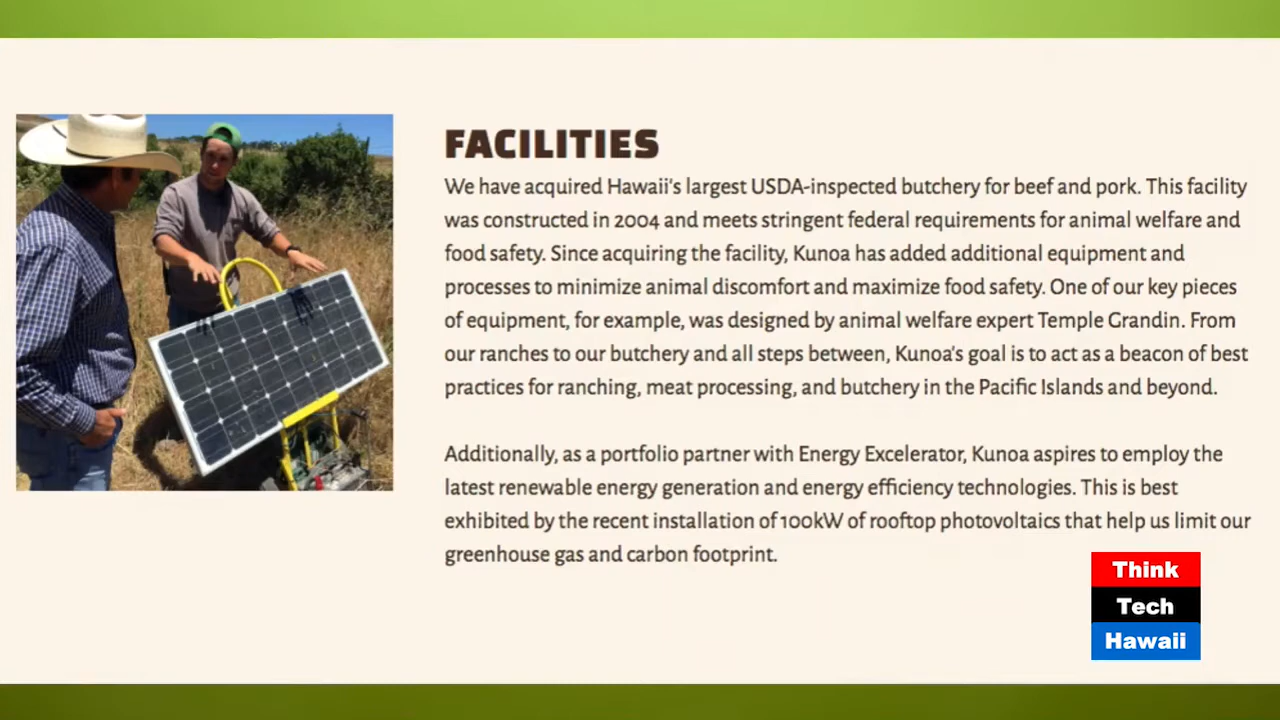 FACILITIES
We have acquired Hawaii's largest USDA-inspected butchery for beef and pork. This facility
was constructed in 2004 and meets stringent federal requirements for animal welfare and
food safety. Since acquiring the facility, Kunoa has added additional equipment and
processes to minimize animal discomfort and maximize food safety. One of our key pieces
of equipment, for example, was designed by animal welfare expert Temple Grandin. From
our ranches to our butchery and all steps between, Kunoa's goal is to act as a beacon of best
practices for ranching, meat processing, and butchery in the Pacific Islands and beyond.
Additionally, as a portfolio partner with Energy Excelerator, Kunoa aspires to employ the
latest renewable energy generation and energy efficiency technologies. This is best
exhibited by the recent installation of 100kW of rooftop photovoltaics that help us limit our
greenhouse gas and carbon footprint.
Think
Tech
Hawaii